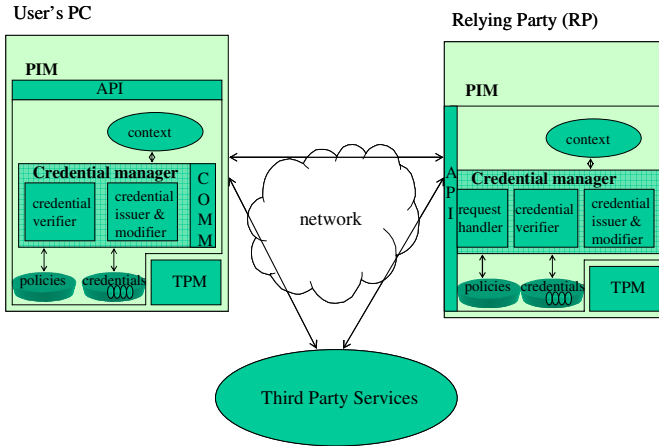 User's PC
PIM
API
context
Credential manager
credential
verifier
credential
issuer &
modifier
C
O
M
M
policies
credentials
TPM
network
Relying Party (RP)
PIM
A
P
I
context
Credential manager
request
handler
credential
verifier
credential
issuer &
modifier
policies
credentials
TPM
Third Party Services